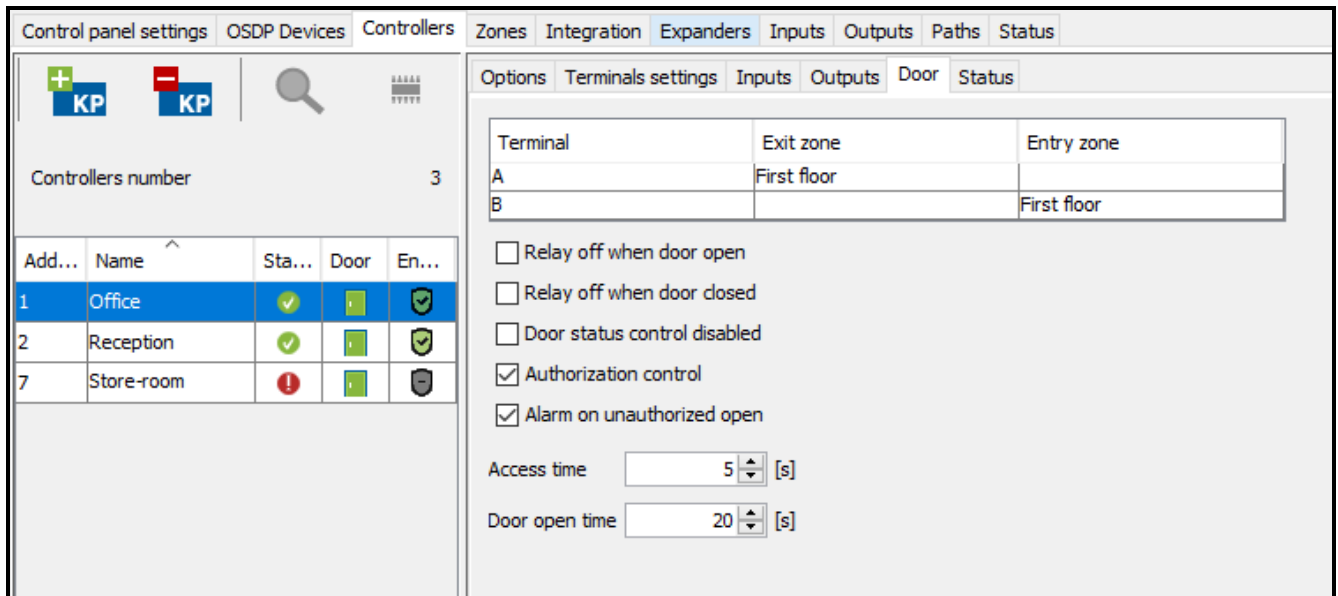 Control panel settings OSDP Devices Controllers Zones Integration Expanders Inputs Outputs Paths Status
KP KP
Options Terminals settings Inputs Outputs Door Status
Controllers number 3
Add... Name Sta... Door En...
1 Office
2 Reception
7 Store-room
Terminal Exit zone Entry zone
A First floor
B First floor
Relay off when door open
Relay off when door closed
Door status control disabled
Authorization control
Alarm on unauthorized open
Access time 5 [s]
Door open time 20 [s]